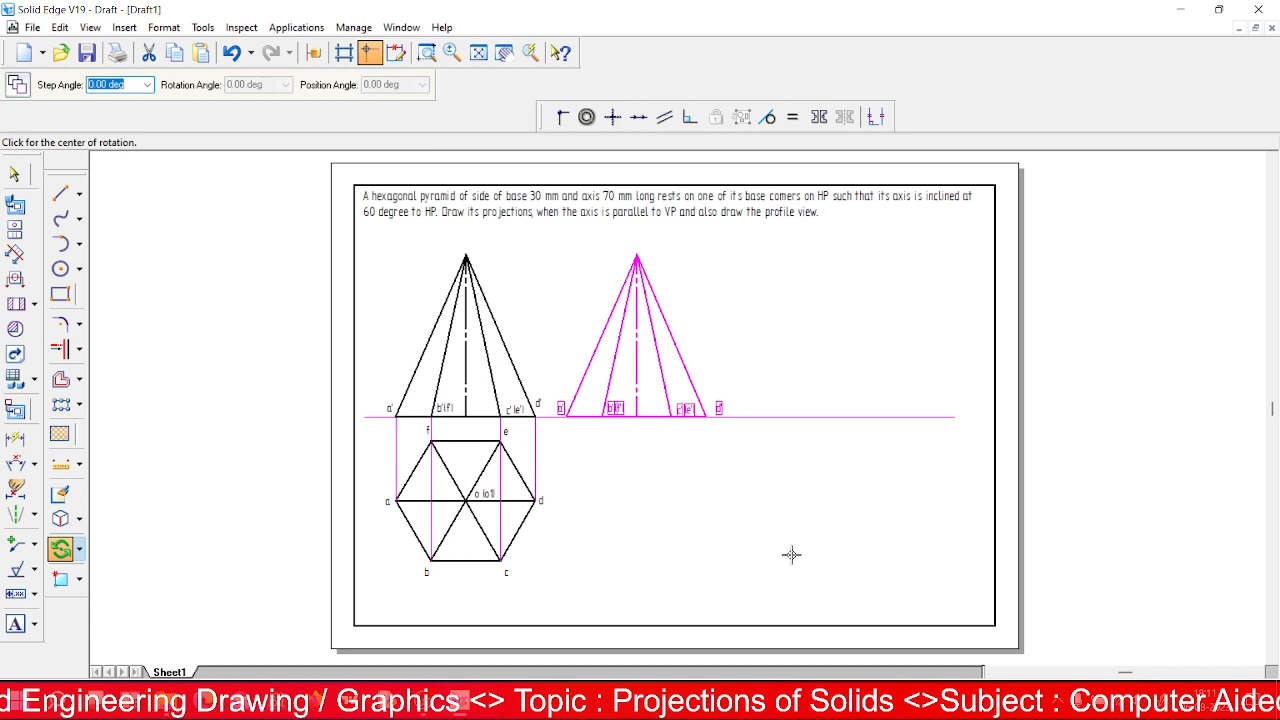 Solid Edge V19 - Draft - [Draft1]
File Edit View Insert Format Tools Inspect Applications Manage Window Help
Step Angle: 0.00 deg Rotation Angle: 0.00 deg Position Angle: 0.00 deg
Click for the center of rotation.
A hexagonal pyramid of side of base 30 mm and axis 70 mm long rests on one of its base corners on HP such that its axis is inclined at
60 degree to HP. Draw its projections, when the axis is parallel to VP and also draw the profile view.
a' b'(f') c'(e') d' a' b'(f') c'(e') d'
f e
a o (o1) d
b c
Sheet1
d Engineering Drawing / Graphics <> Topic : Projections of Solids <>Subject : Computer Aided